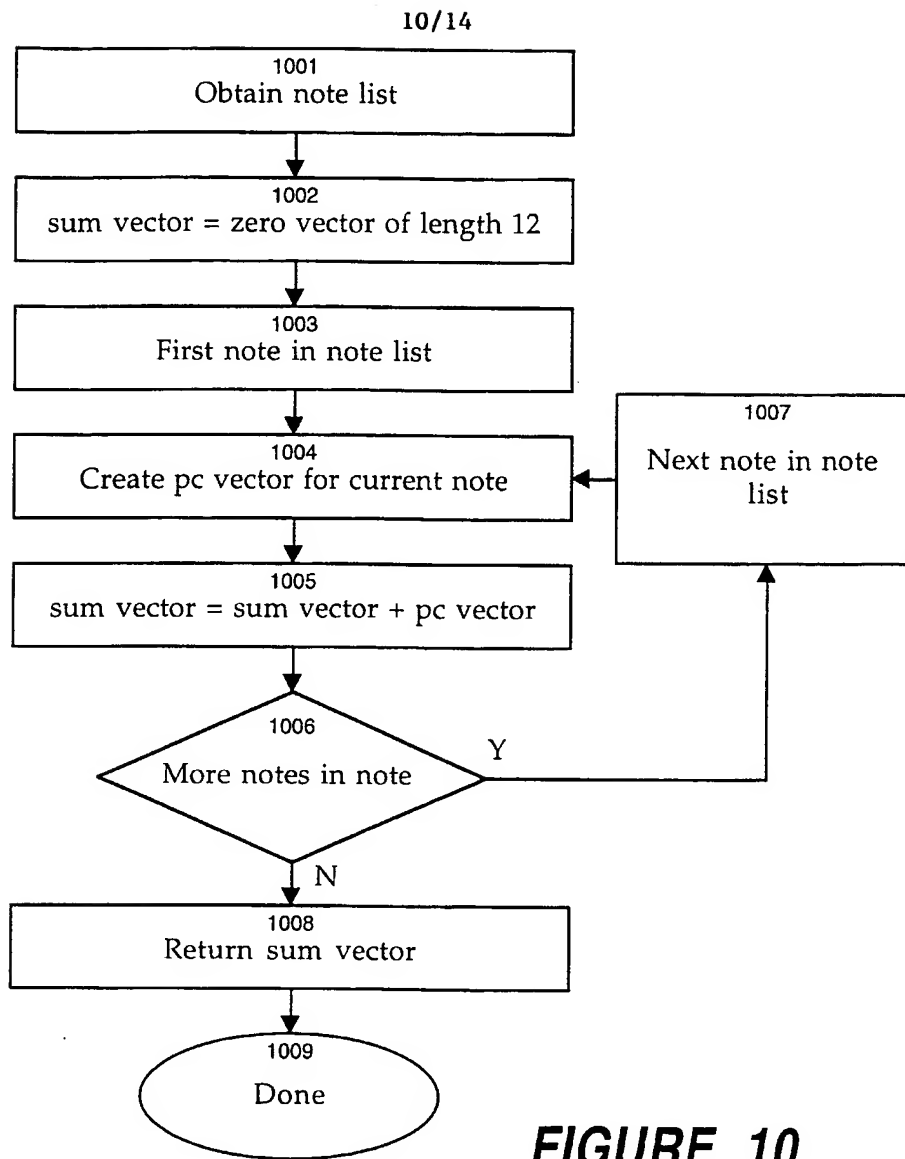 10/14
1001
Obtain note list
1002
sum vector = zero vector of length 12
1003
First note in note list
1004
Create pc vector for current note
1007
Next note in note
list
1005
sum vector = sum vector + pc vector
1006
More notes in note
Y
N
1008
Return sum vector
1009
Done
FIGURE 10